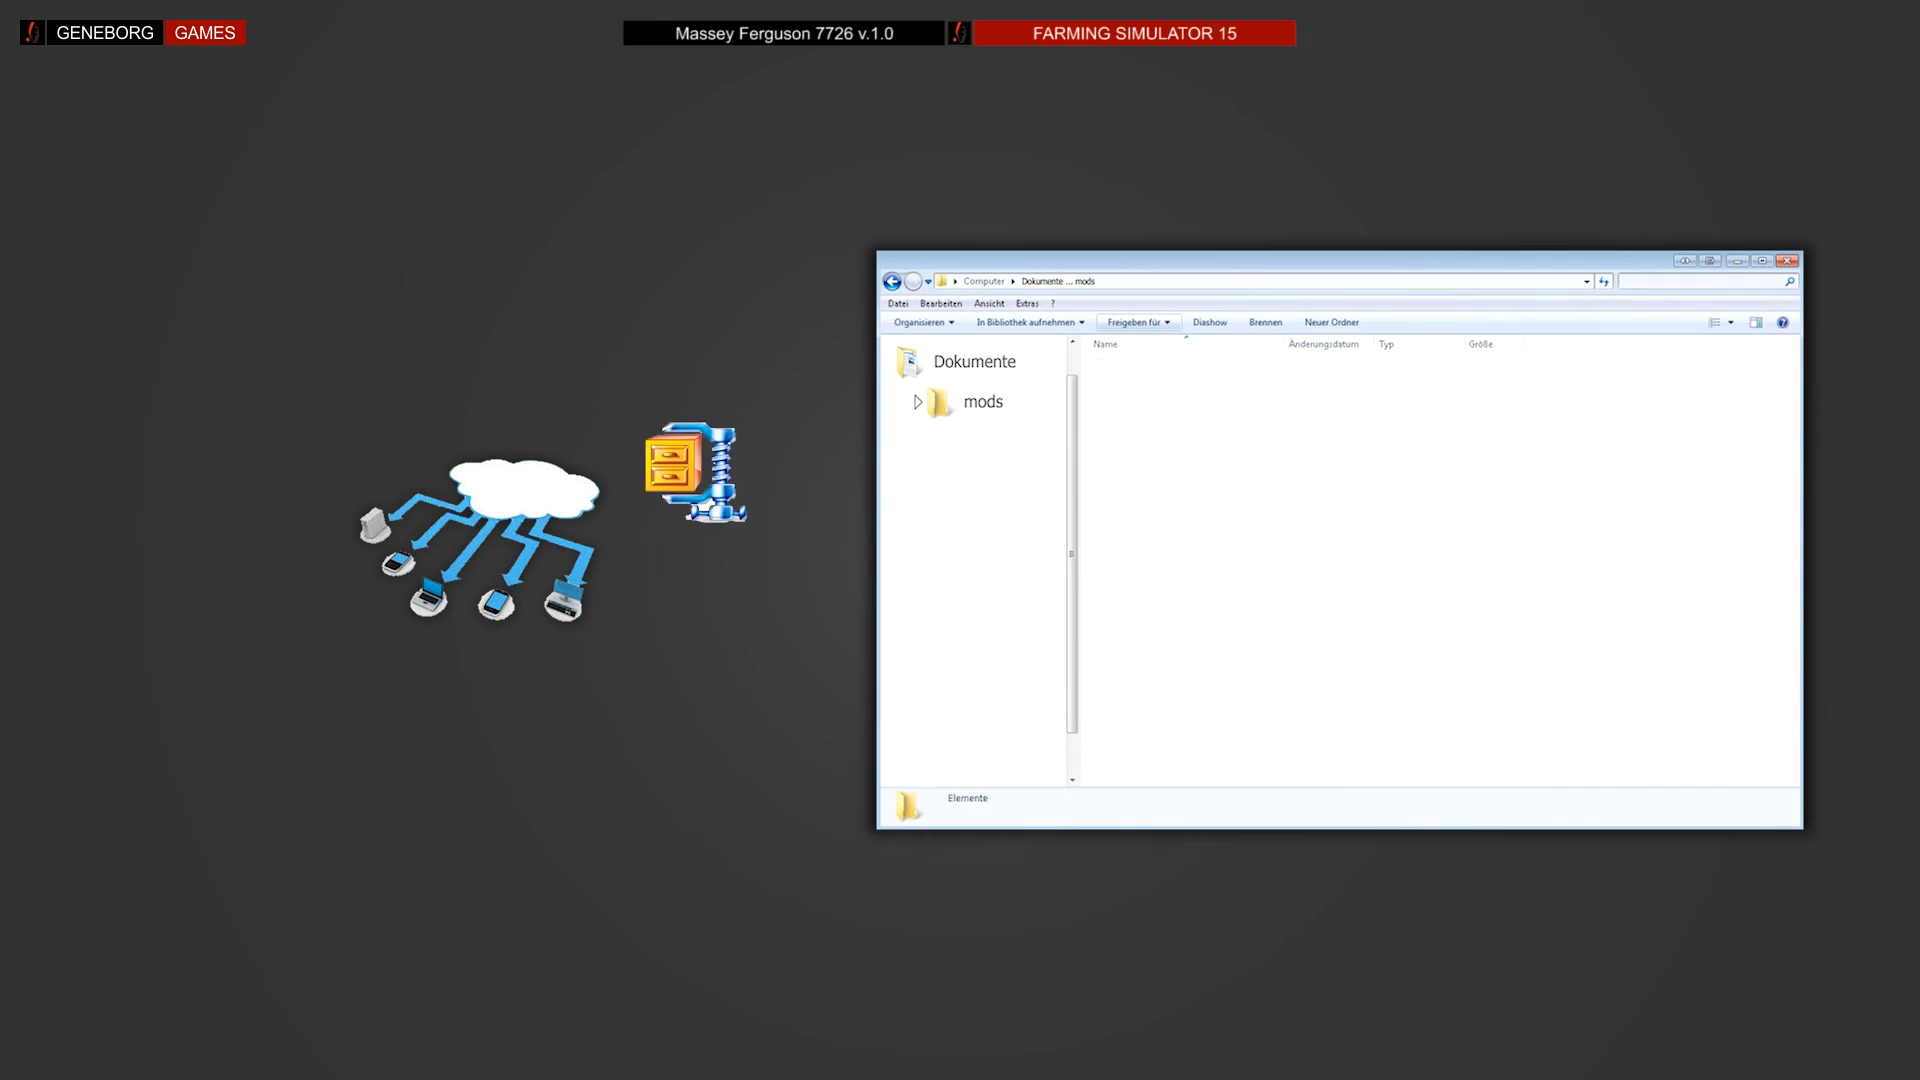 GENEBORG GAMES
Massey Ferguson 7726 v.1.0
FARMING SIMULATOR 15
Computer
Dokumente ... mods
Datei Bearbeiten Ansicht Extras ?
Organisieren In Bibliothek aufnehmen Freigeben für Diashow Brennen Neuer Ordner
Name Änderungsdatum Typ Größe
Dokumente
mods
Elemente